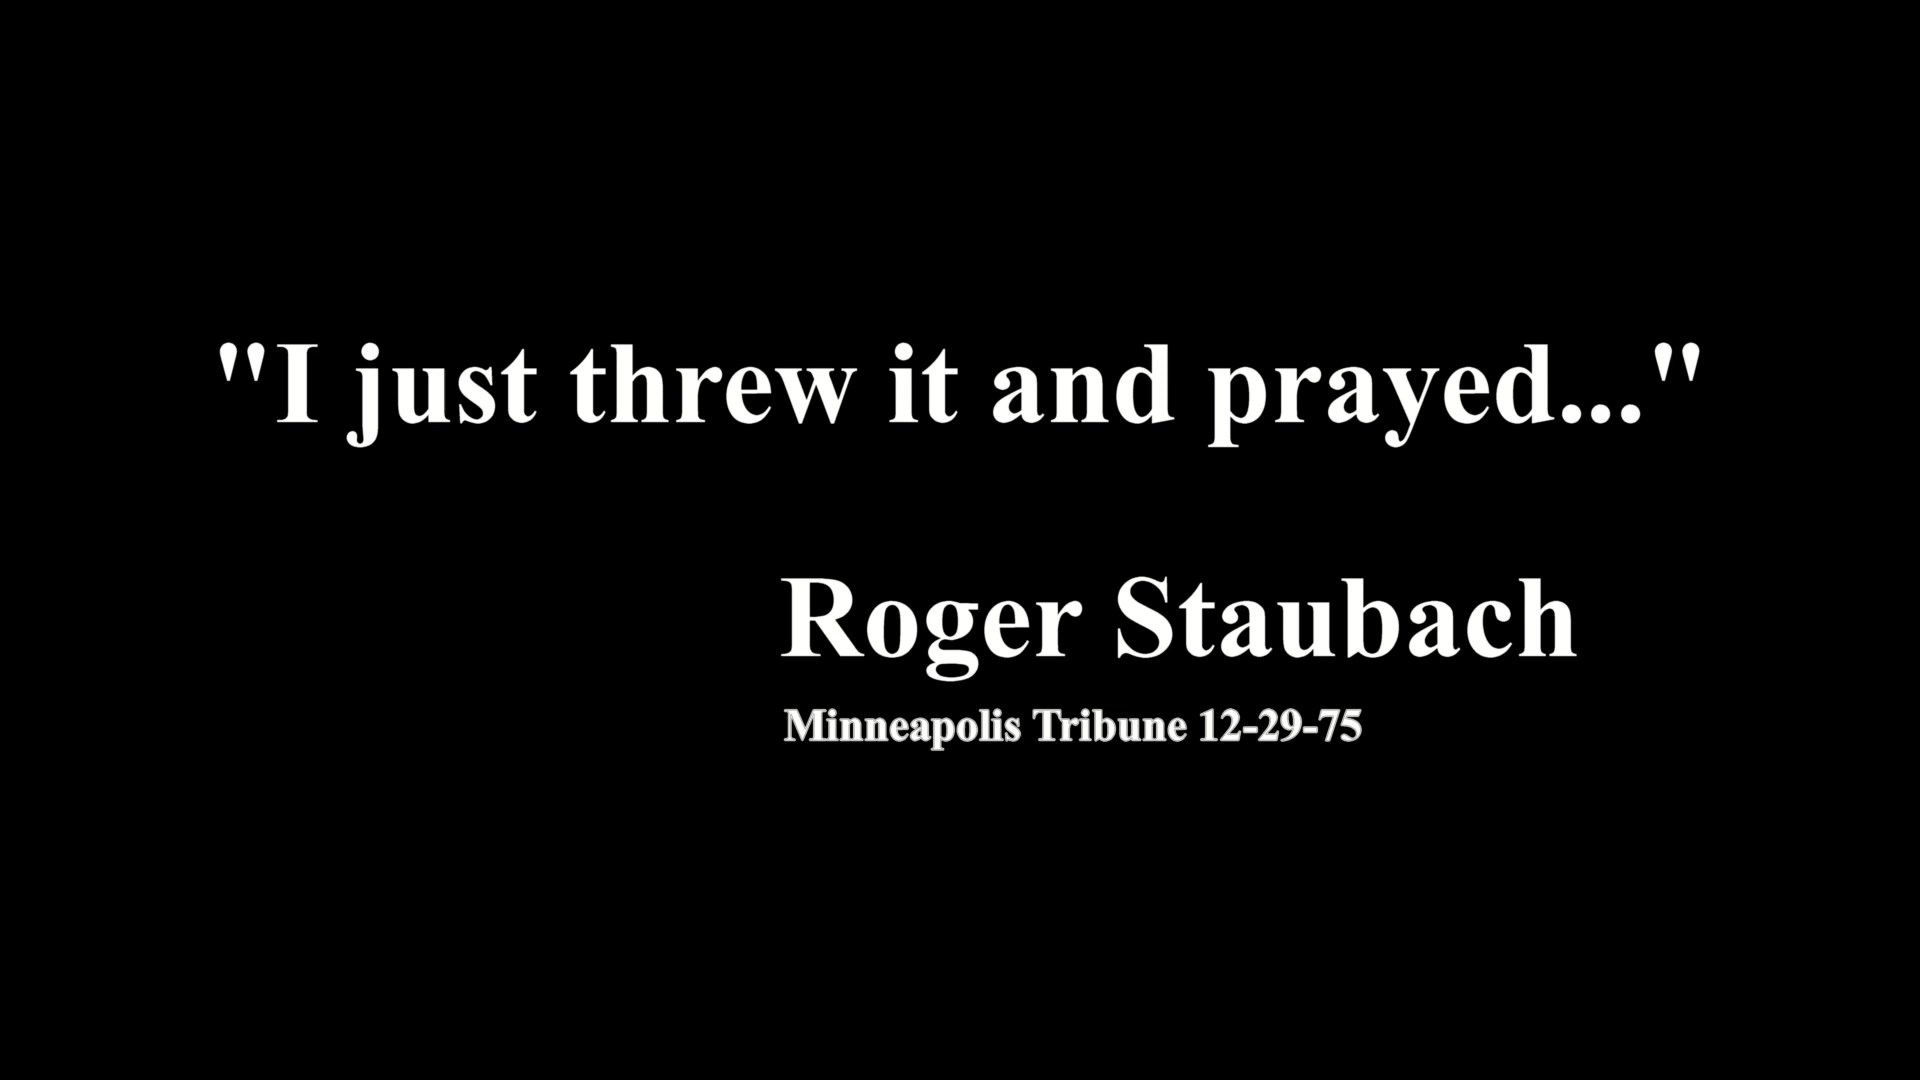 "I just threw it and prayed..."
Roger Staubach
Minneapolis Tribune 12-29-75